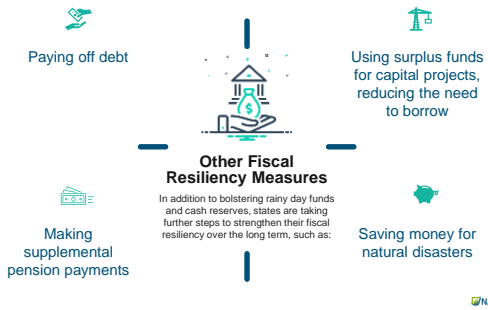 Paying off debt
Using surplus funds
for capital projects,
reducing the need
to borrow
$
Other Fiscal
Resiliency Measures
In addition to bolstering rainy day funds
and cash reserves, states are taking
further steps to strengthen their fiscal
resiliency over the long term, such as:
Making
supplemental
pension payments
Saving money for
natural disasters